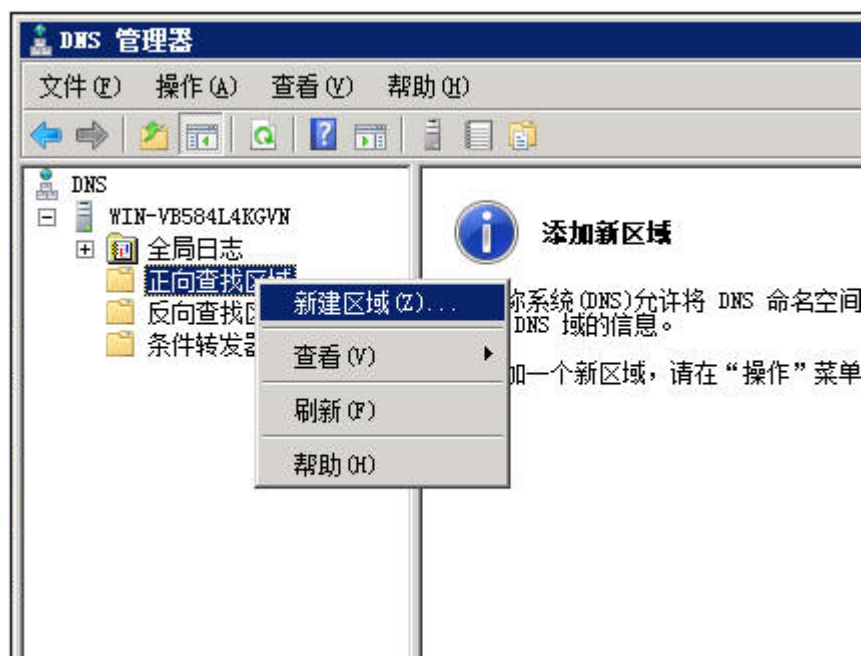 DNS 管理器
文件(F) 操作(A) 查看(V) 帮助(H)
DNS
WIN-VB584L4KGVN
全局日志
正向查找区域
反向查找区
条件转发器
新建区域(Z)...
查看(V)
刷新(F)
帮助(H)
添加新区域
称系统(DNS)允许将 DNS 命名空间
DNS 域的信息。
加一个新区域，请在“操作”菜单